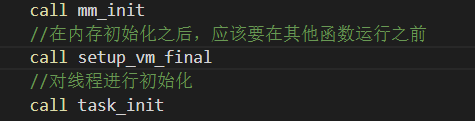 call mm_init
//在内存初始化之后，应该要在其他函数运行之前
call setup_vm_final
//对线程进行初始化
call task_init